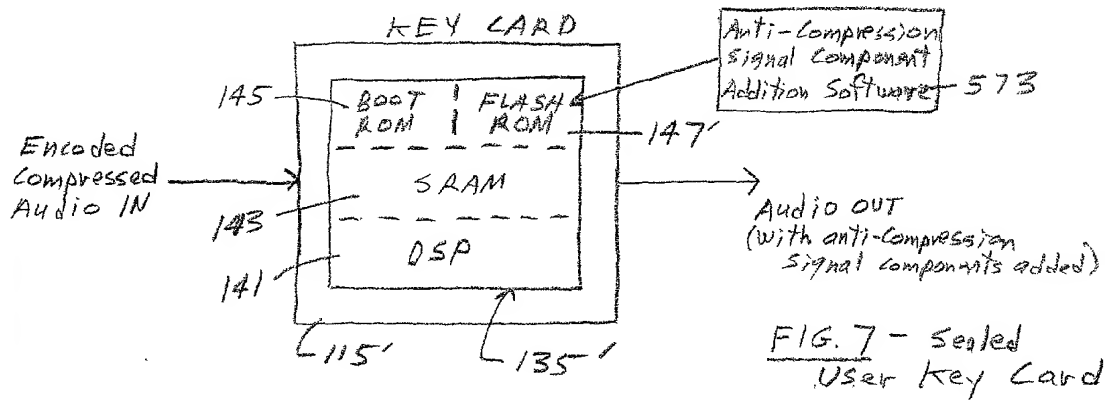 KEY CARD
Anti-Compression
signal Component
Addition Software
573
145
BOOT
ROM
FLASH
ROM
147'
Encoded
Compressed
Audio IN
SRAM
143
DSP
141
Audio OUT
(with anti-compression
signal components added)
115'
135'
FIG. 7 - Sealed
User Key Card